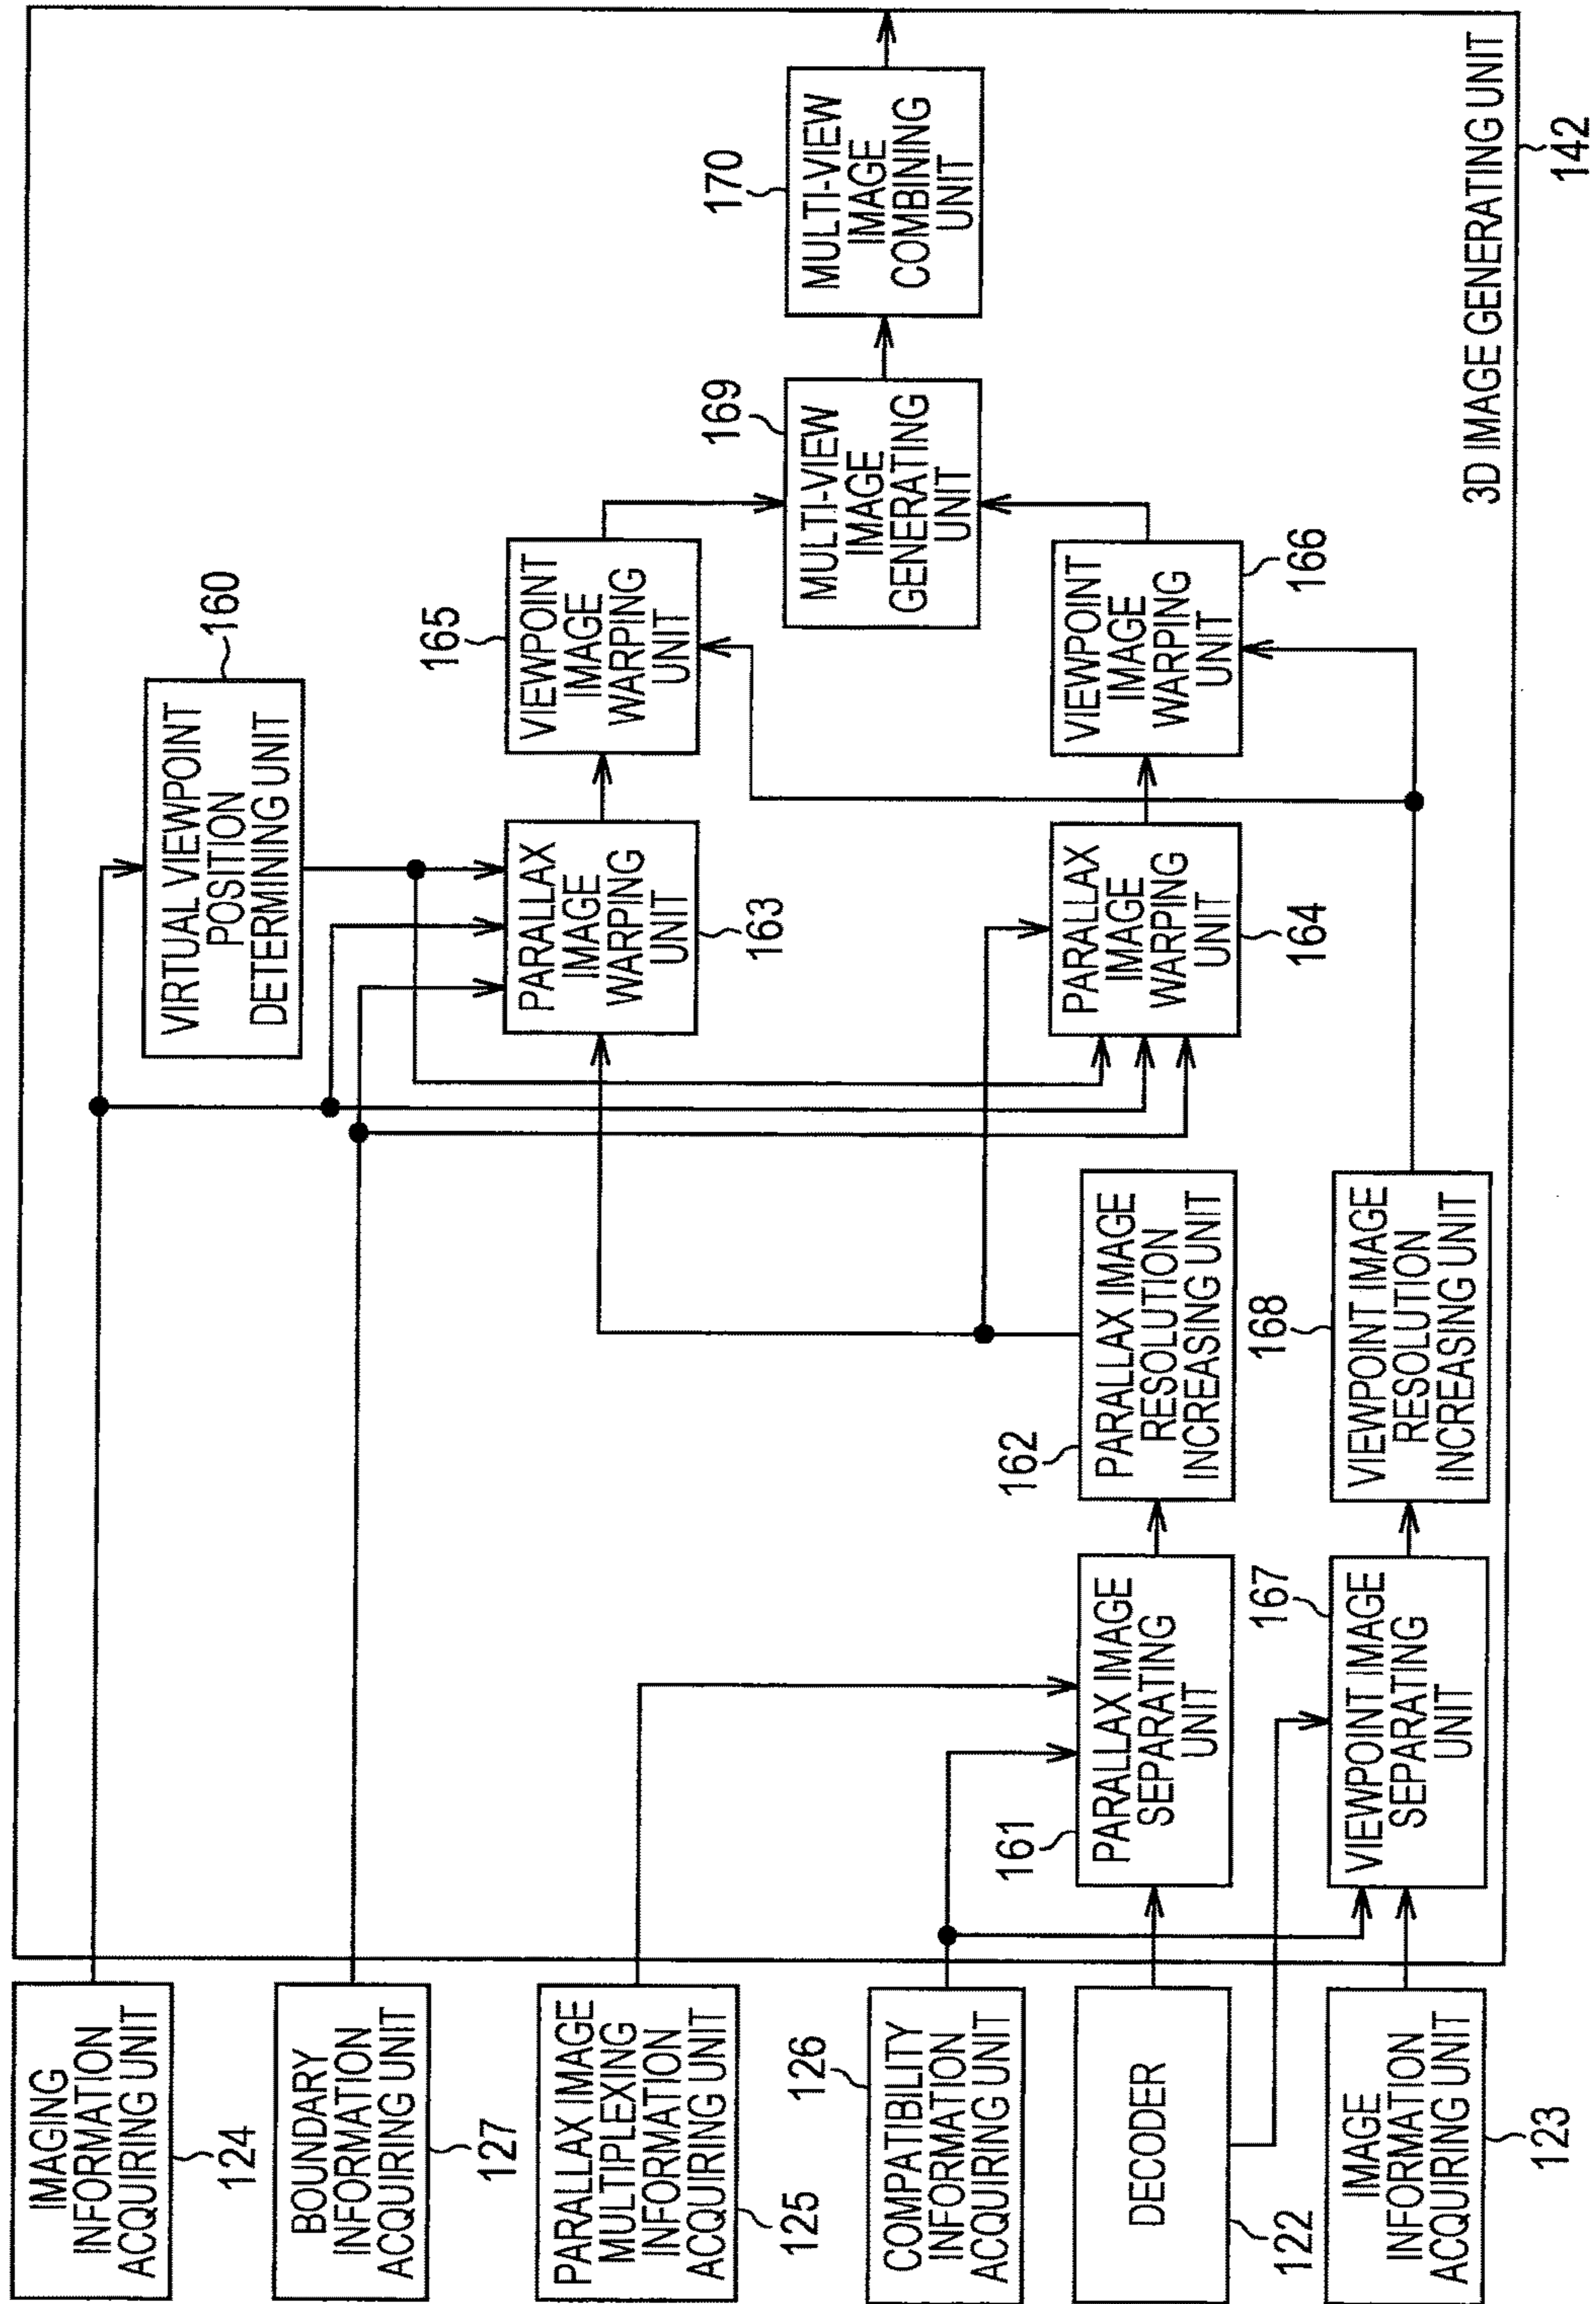 IMAGING
INFORMATION
ACQUIRING UNIT
124
BOUNDARY
INFORMATION
ACQUIRING UNIT
127
PARALLAX IMAGE
MULTIPLEXING
INFORMATION
ACQUIRING UNIT
125
126
COMPATIBILITY
INFORMATION
ACQUIRING UNIT
DECODER
122
IMAGE
INFORMATION
ACQUIRING UNIT
123
160
VIRTUAL VIEWPOINT
POSITION
DETERMINING UNIT
161
PARALLAX IMAGE
SEPARATING
UNIT
162
PARALLAX IMAGE
RESOLUTION
INCREASING UNIT
167
VIEWPOINT IMAGE
SEPARATING
UNIT
168
VIEWPOINT IMAGE
RESOLUTION
INCREASING UNIT
PARALLAX
IMAGE
WARPING
UNIT
163
PARALLAX
IMAGE
WARPING
UNIT
164
165
VIEWPOINT
IMAGE
WARPING
UNIT
VIEWPOINT
IMAGE
WARPING
UNIT
166
169
MULTI-VIEW
IMAGE
GENERATING
UNIT
170
MULTI-VIEW
IMAGE
COMBINING
UNIT
3D IMAGE GENERATING UNIT
142